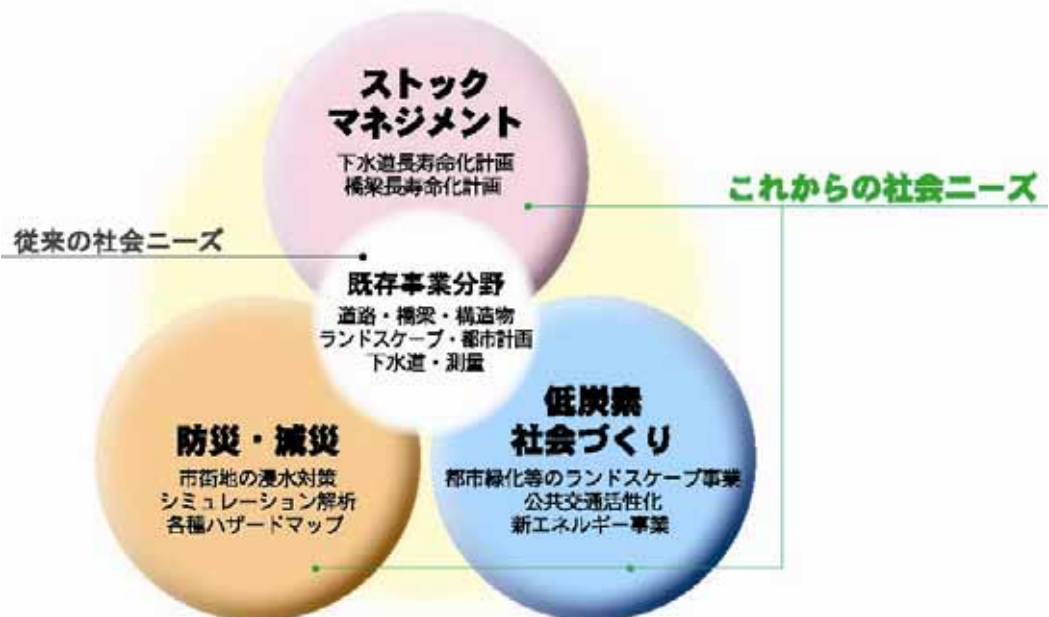 ストック
マネジメント
下水道長寿命化計画
橋梁長寿命化計画
これからの社会ニーズ
従来の社会ニーズ
既存事業分野
道路・橋梁・構造物
ランドスケープ・都市計画
下水道・測量
防災・減災
市街地の浸水対策
シミュレーション解析
各種ハザードマップ
低炭素
社会づくり
都市緑化等のランドスケープ事業
公共交通活性化
新エネルギー事業